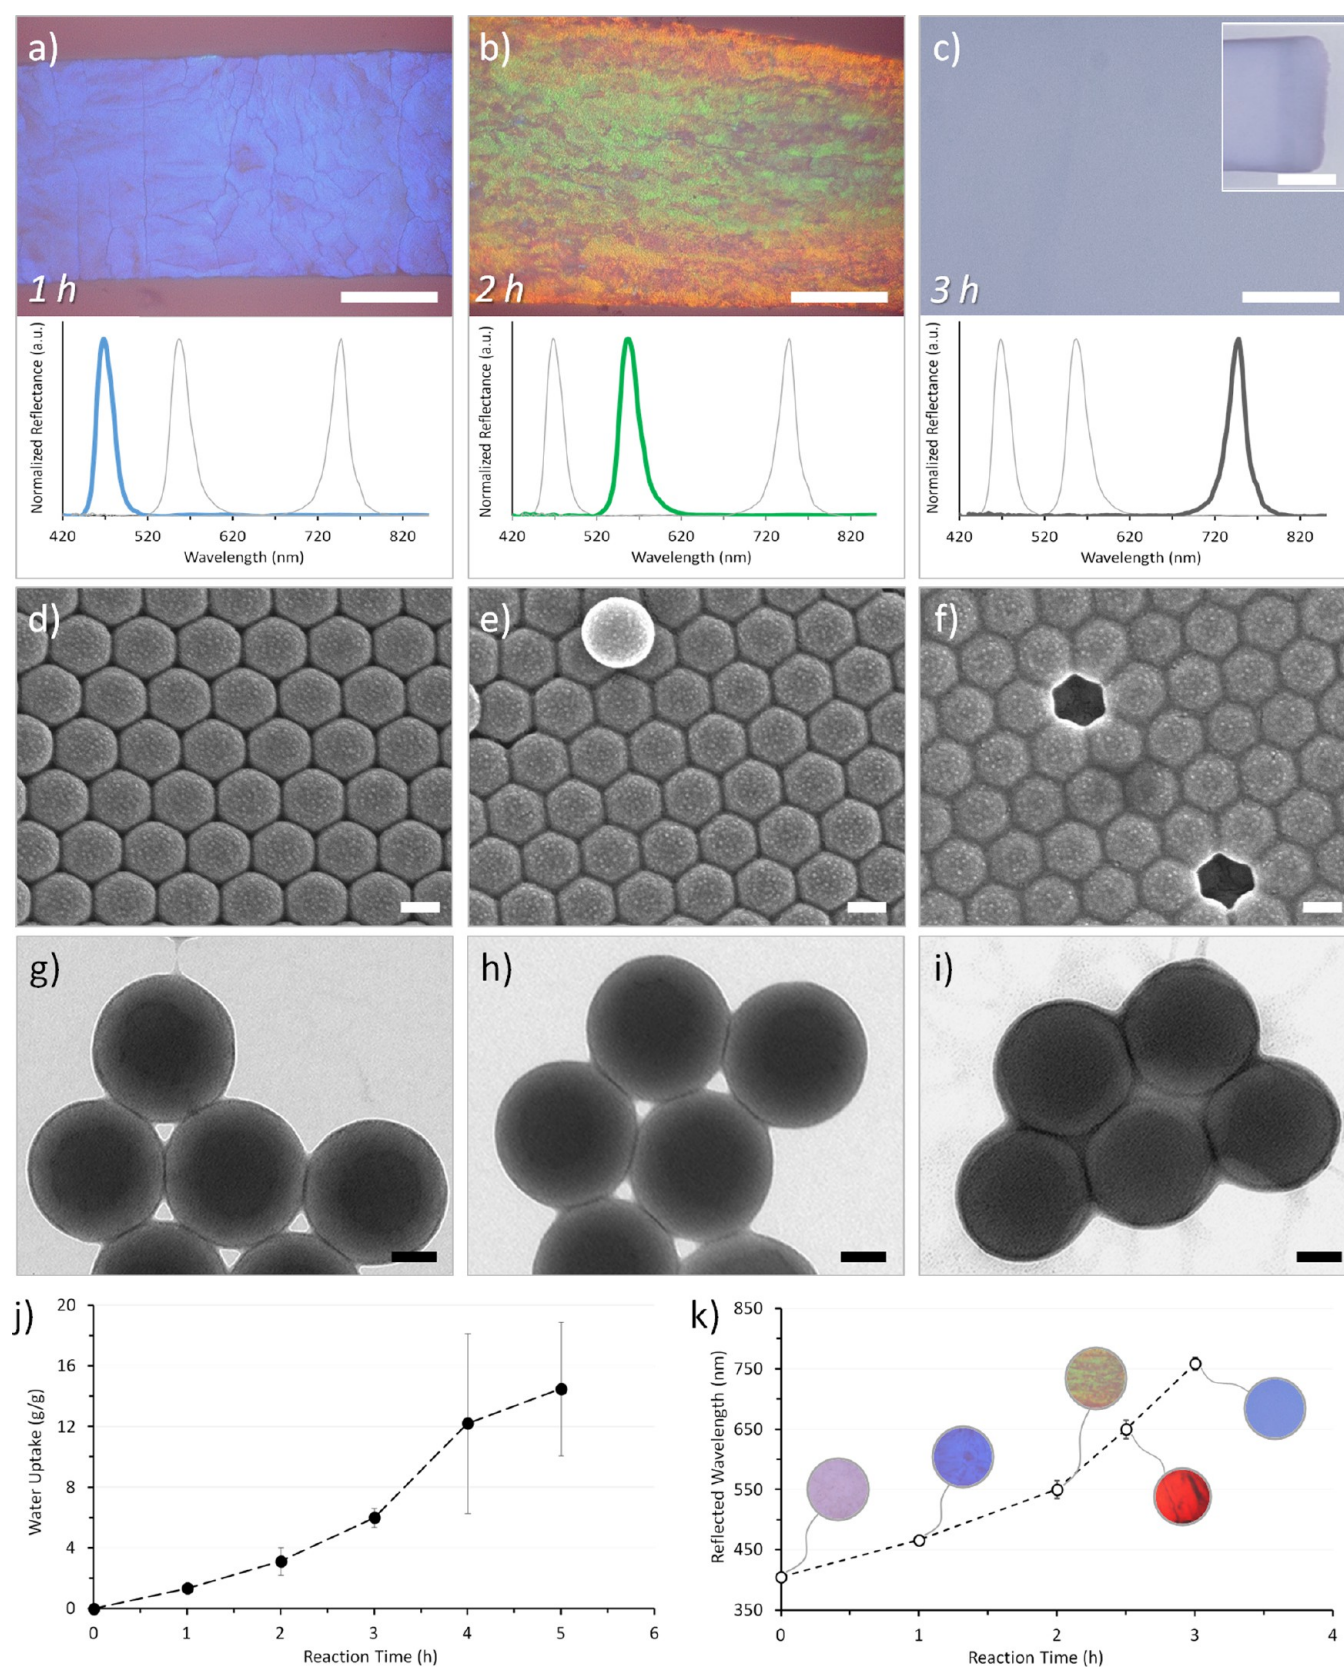 a)
1 h
b)
2 h
c)
3 h
Normalized Reflectance (a.u.)
420 520 620 720 820
Wavelength (nm)
Normalized Reflectance (a.u.)
420 520 620 720 820
Wavelength (nm)
Normalized Reflectance (a.u.)
420 520 620 720 820
Wavelength (nm)
d)
e)
f)
g)
h)
i)
j)
Water Uptake (g/g)
20
16
12
8
4
0
0 1 2 3 4 5 6
Reaction Time (h)
k)
Reflected Wavelength (nm)
850
750
650
550
450
350
0 1 2 3 4
Reaction Time (h)